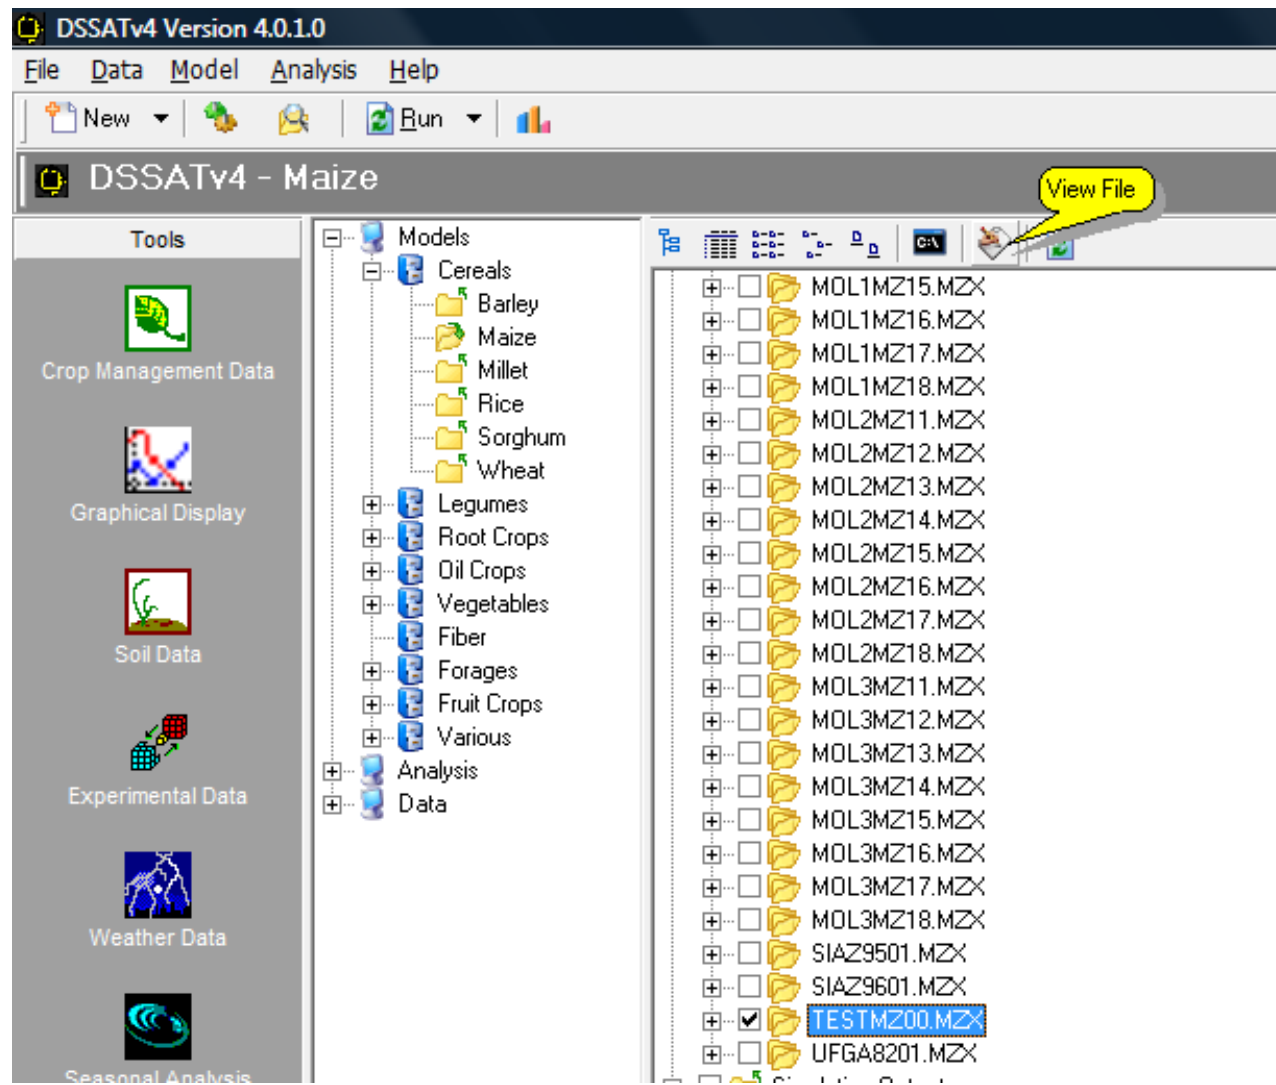 DSSATv4 Version 4.0.1.0
File Data Model Analysis Help
New Run
DSSATv4 - Maize
View File
Tools
Crop Management Data
Graphical Display
Soil Data
Experimental Data
Weather Data
Seasonal Analysis
Models
Cereals
Barley
Maize
Millet
Rice
Sorghum
Wheat
Legumes
Root Crops
Oil Crops
Vegetables
Fiber
Forages
Fruit Crops
Various
Analysis
Data
C:\
MOL1MZ15.MZX
MOL1MZ16.MZX
MOL1MZ17.MZX
MOL1MZ18.MZX
MOL2MZ11.MZX
MOL2MZ12.MZX
MOL2MZ13.MZX
MOL2MZ14.MZX
MOL2MZ15.MZX
MOL2MZ16.MZX
MOL2MZ17.MZX
MOL2MZ18.MZX
MOL3MZ11.MZX
MOL3MZ12.MZX
MOL3MZ13.MZX
MOL3MZ14.MZX
MOL3MZ15.MZX
MOL3MZ16.MZX
MOL3MZ17.MZX
MOL3MZ18.MZX
SIAZ9501.MZX
SIAZ9601.MZX
TESTMZ00.MZX
UFGA8201.MZX